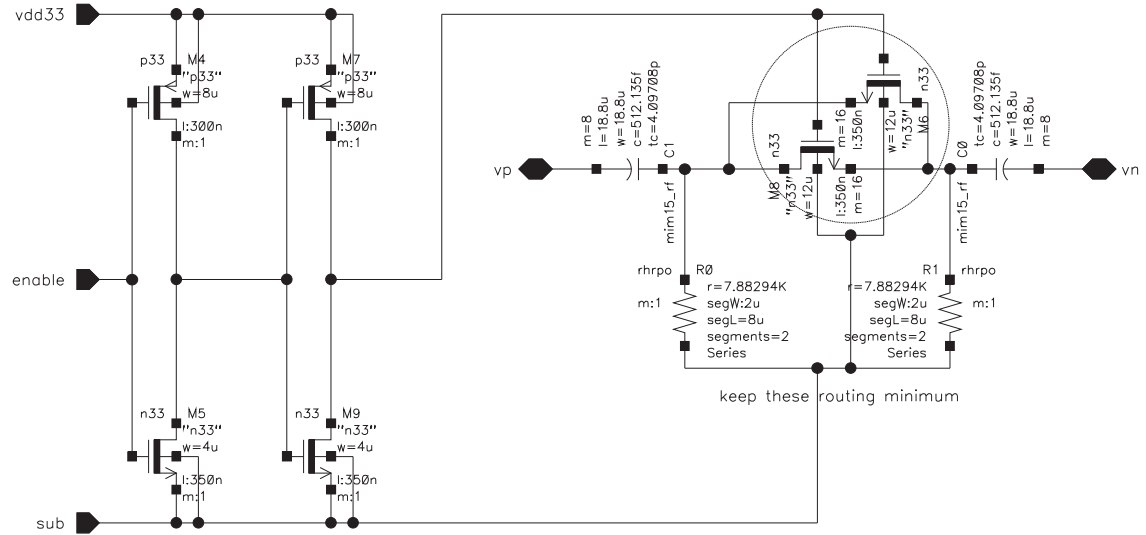 vdd33
p33
M4
"p33"
w=8u
l:300n
m:1
p33
M7
"p33"
w=8u
l:300n
m:1
enable
n33
M5
"n33"
w=4u
l:350n
m:1
n33
M9
"n33"
w=4u
l:350n
m:1
sub
vp
m=8
l=18.8u
w=18.8u
c=512.135f
tc=4.09708p
C1
mim15_rf
n33
M8
"n33"
w=12u
l:350n
m=16
m=16
l:350n
w=12u
"n33"
M6
n33
C0
mim15_rf
tc=4.09708p
c=512.135f
w=18.8u
l=18.8u
m=8
vn
rhrpo
R0
m:1
r=7.88294K
segW:2u
segL=8u
segments=2
Series
R1
rhrpo
r=7.88294K
segW:2u
m:1
segL=8u
segments=2
Series
keep these routing minimum